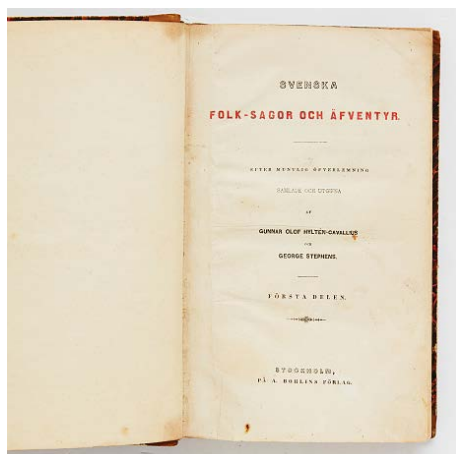 SVENSKA
FOLK-SAGOR OCH ÄFVENTYR.
EFTER MUNTLIG ÖFVERLEMNING
SAMLADE OCH UTGIFNA
AF
GUNNAR OLOF HYLTÉN-CAVALLIUS
OCH
GEORGE STEPHENS.
FÖRSTA DELEN.
STOCKHOLM,
PÅ A. BOHLINS FÖRLAG.